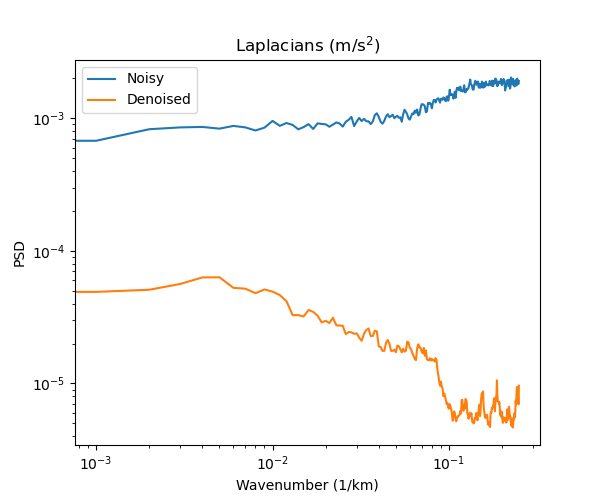 Laplacians (m/s²)
Noisy
Denoised
PSD
10⁻³
10⁻⁴
10⁻⁵
10⁻³ 10⁻² 10⁻¹
Wavenumber (1/km)